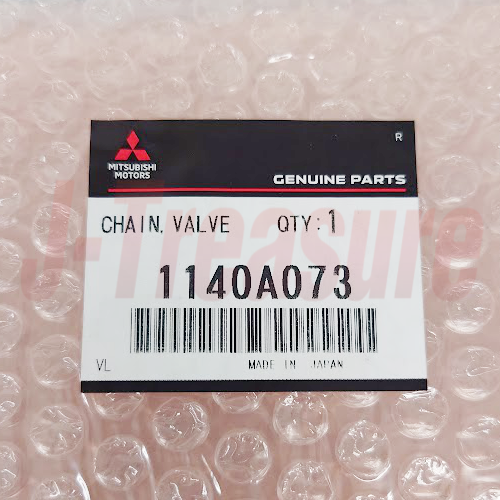 R
MITSUBISHI
MOTORS
GENUINE PARTS
CHAIN, VALVE QTY:1
1140A073
VL MADE IN JAPAN
J-Treasure